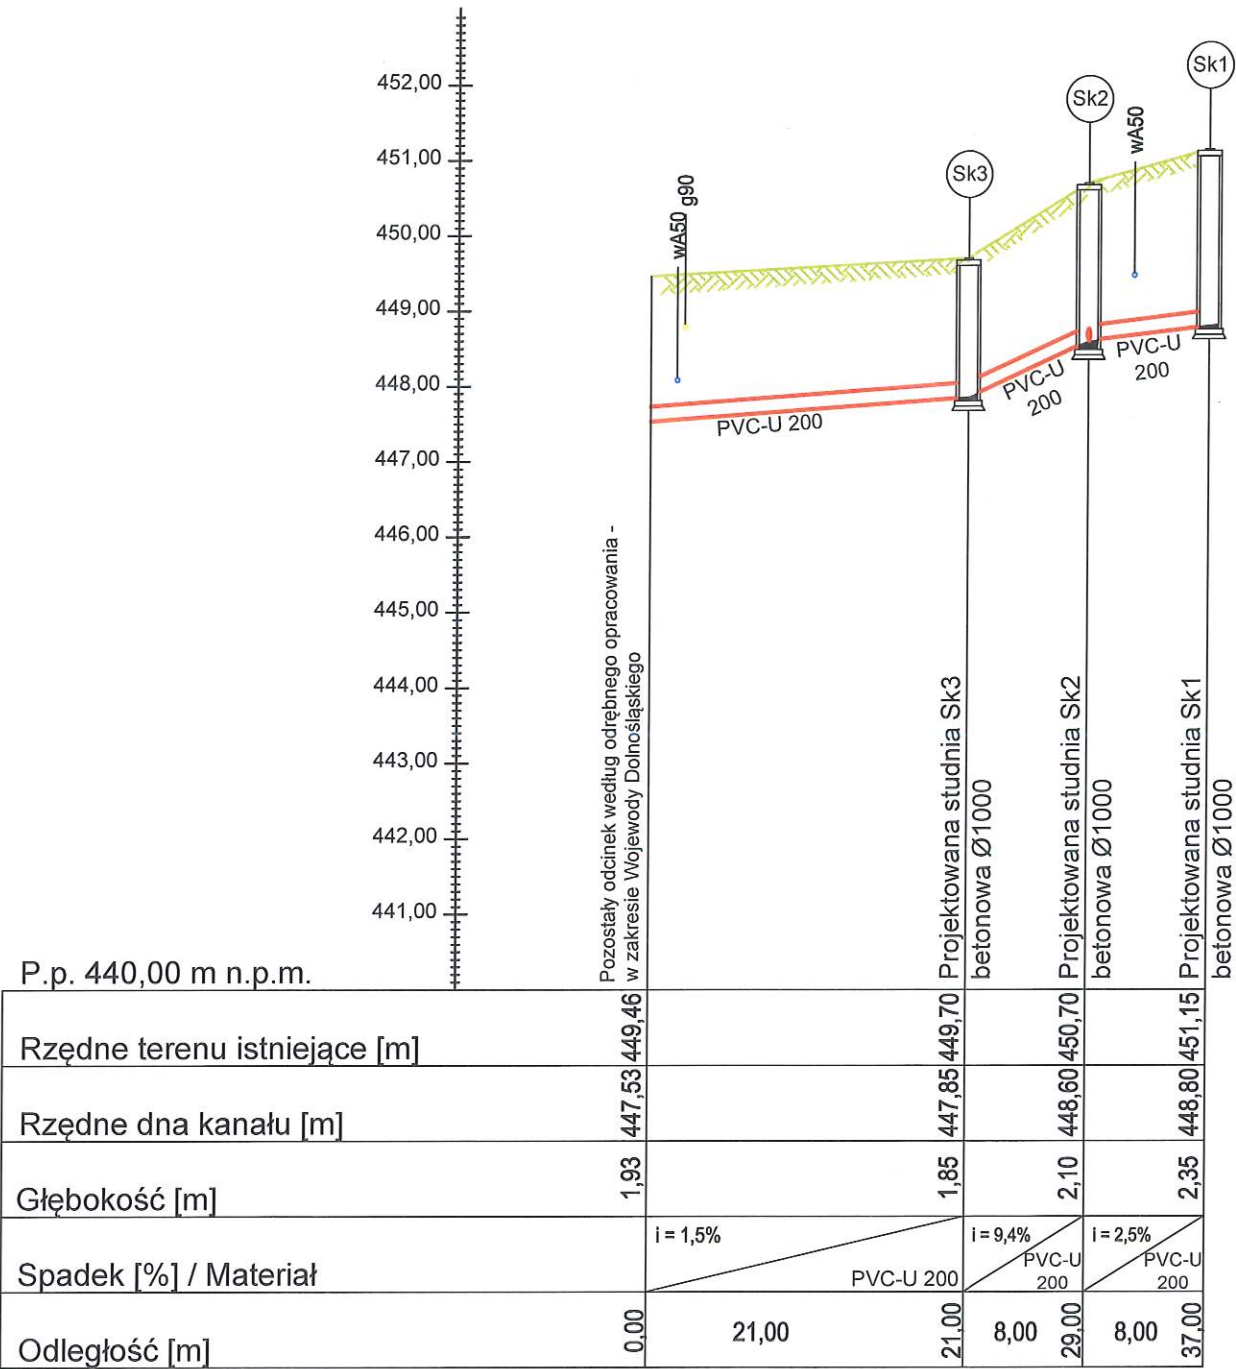 452,00
451,00
450,00
449,00
448,00
447,00
446,00
445,00
444,00
443,00
442,00
441,00
Sk3
Sk2
Sk1
wA50
g90
wA50
PVC-U 200
PVC-U
200
PVC-U
200
Pozostały odcinek według odrębnego opracowania -
w zakresie Wojewody Dolnośląskiego
Projektowana studnia Sk3
betonowa Ø1000
Projektowana studnia Sk2
betonowa Ø1000
Projektowana studnia Sk1
betonowa Ø1000
P.p. 440,00 m n.p.m.
Rzędne terenu istniejące [m]
449,46
449,70
450,70
451,15
Rzędne dna kanału [m]
447,53
447,85
448,60
448,80
Głębokość [m]
1,93
1,85
2,10
2,35
Spadek [%] / Materiał
i = 1,5%
PVC-U 200
i = 9,4%
PVC-U
200
i = 2,5%
PVC-U
200
Odległość [m]
0,00
21,00
21,00
8,00
29,00
8,00
37,00